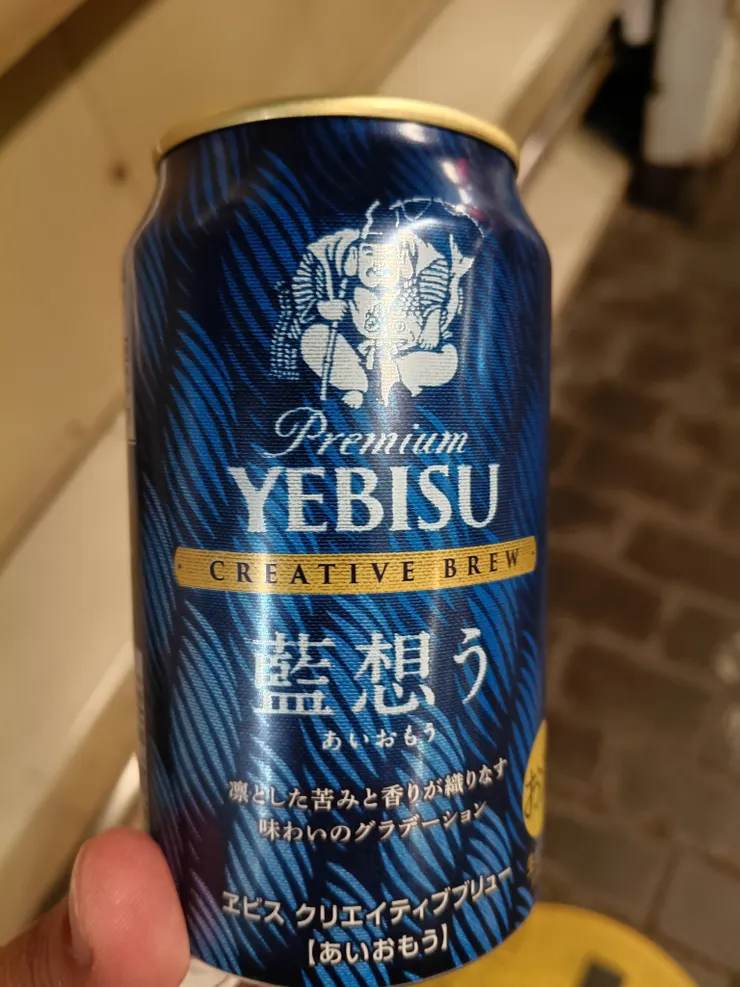 Premium
YEBISU
CREATIVE BREW
藍想う
あいおもう
凛とした苦みと香りが織りなす
味わいのグラデーション
ヱビス クリエイティブブリュー
【あいおもう】
お